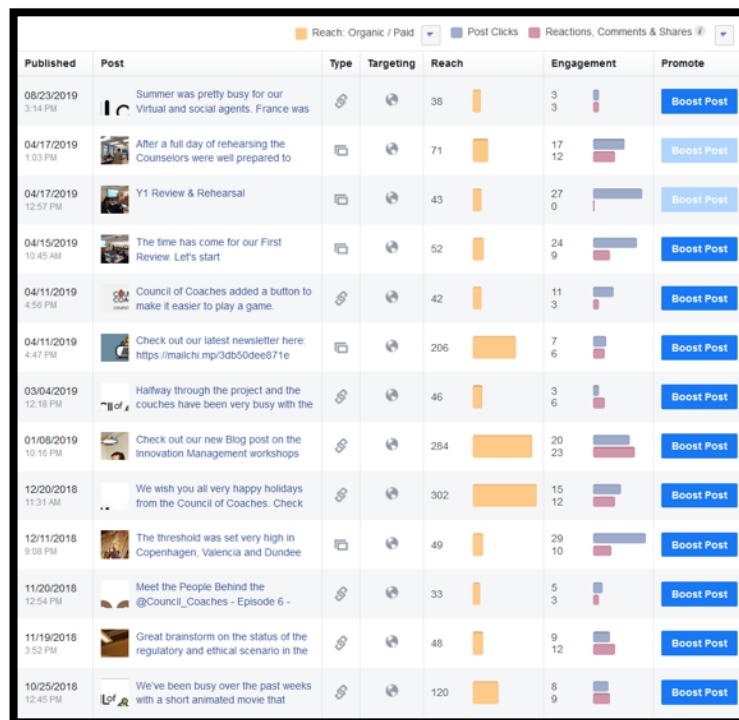 Reach: Organic / Paid Post Clicks Reactions, Comments & Shares i
Published Post Type Targeting Reach Engagement Promote
08/23/2019 Summer was pretty busy for our 38 3 Boost Post
3:14 PM Virtual and social agents. France was 3
04/17/2019 After a full day of rehearsing the 71 17 Boost Post
1:03 PM Counselors were well prepared to 12
04/17/2019 Y1 Review & Rehearsal 43 27 Boost Post
12:57 PM 0
04/15/2019 The time has come for our First 52 24 Boost Post
10:45 AM Review. Let's start 9
04/11/2019 Council of Coaches added a button to 42 11 Boost Post
4:56 PM make it easier to play a game. 3
04/11/2019 Check out our latest newsletter here: 206 7 Boost Post
4:47 PM https://mailchi.mp/3db50dee871e 6
03/04/2019 Halfway through the project and the 46 3 Boost Post
12:18 PM couches have been very busy with the 6
01/08/2019 Check out our new Blog post on the 284 20 Boost Post
10:16 PM Innovation Management workshops 23
12/20/2018 We wish you all very happy holidays 302 15 Boost Post
11:31 AM from the Council of Coaches. Check 12
12/11/2018 The threshold was set very high in 49 29 Boost Post
9:08 PM Copenhagen, Valencia and Dundee 10
11/20/2018 Meet the People Behind the 33 5 Boost Post
12:54 PM @Council_Coaches - Episode 6 - 3
11/19/2018 Great brainstorm on the status of the 48 9 Boost Post
3:52 PM regulatory and ethical scenario in the 12
10/25/2018 We've been busy over the past weeks 120 8 Boost Post
12:45 PM with a short animated movie that 9